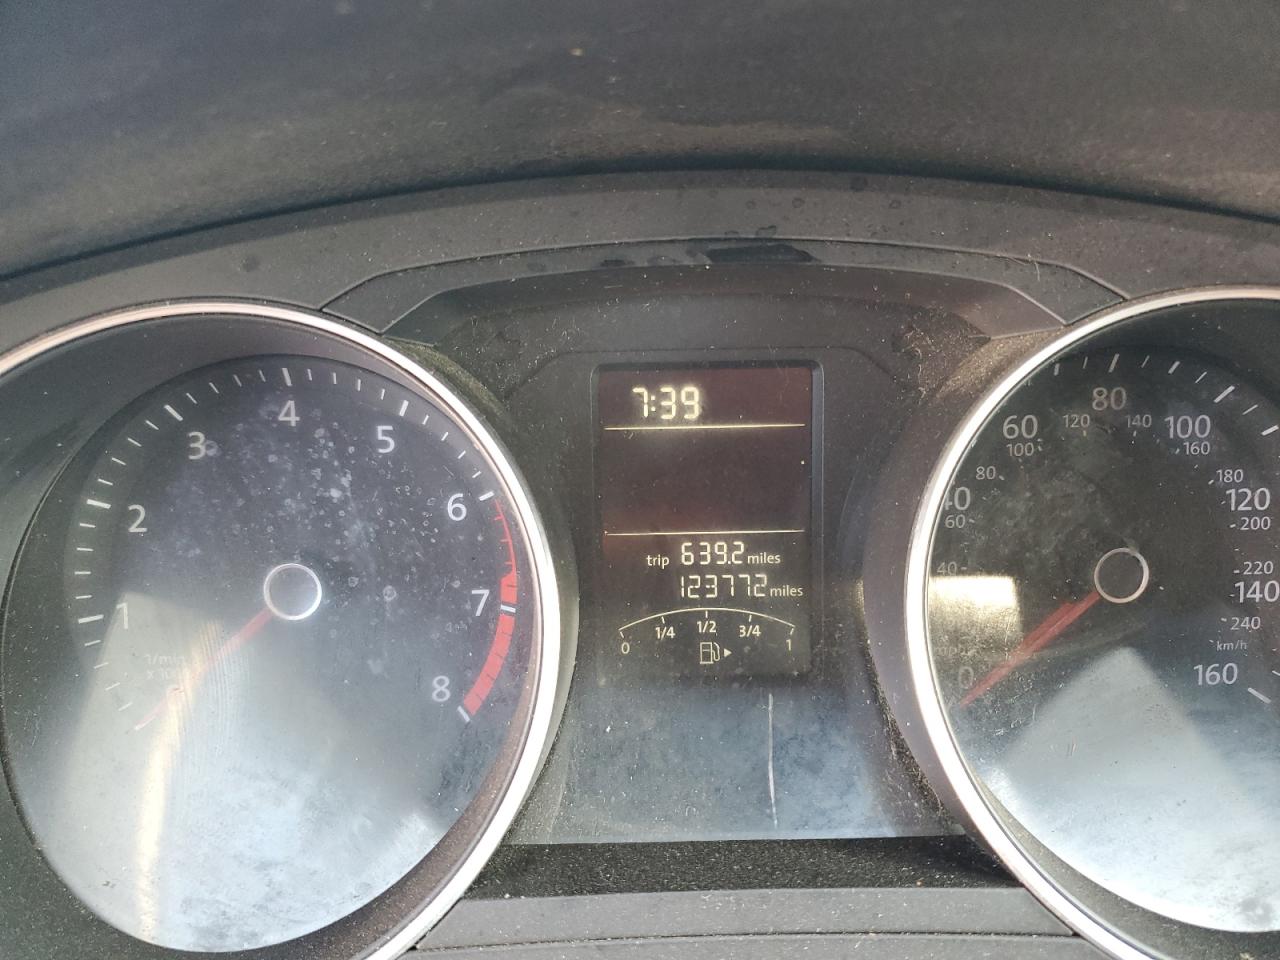 7:39
trip 639.2 miles
123772 miles
0 1/4 1/2 3/4 1
1 2 3 4 5 6 7 8
1/min
0 40 60 80 100 120 140 160
mph
40 60 80 100 120 140 160 180 200 220 240
km/h